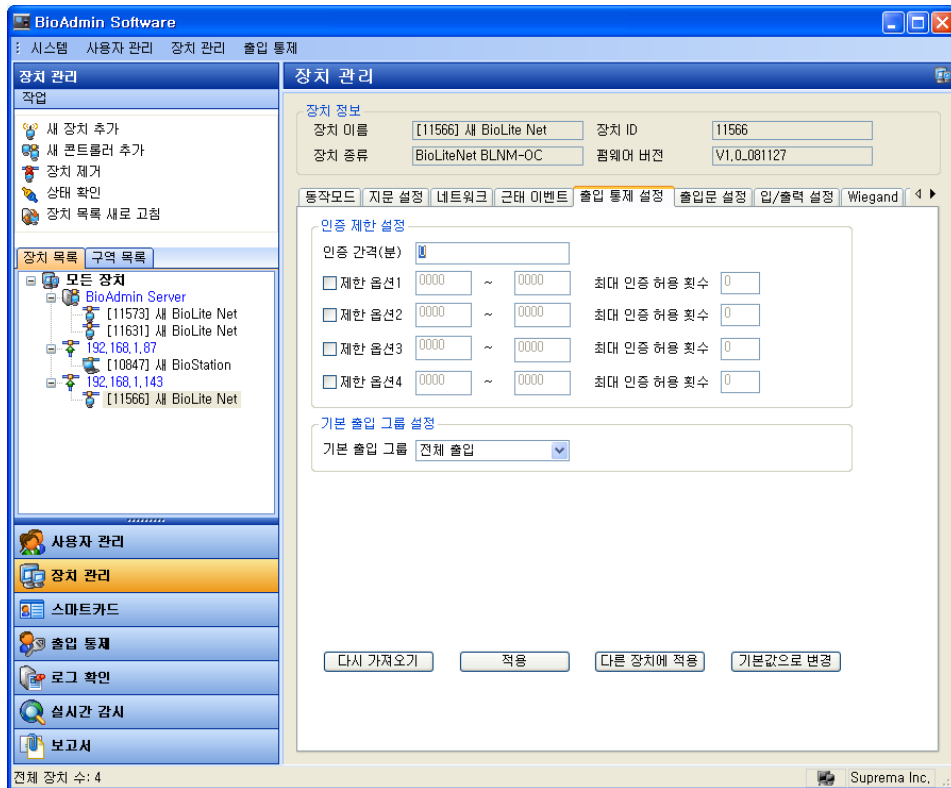 BioAdmin Software
시스템 사용자 관리 장치 관리 출입 통제
장치 관리
작업
새 장치 추가
새 콘트롤러 추가
장치 제거
상태 확인
장치 목록 새로 고침
장치 목록 구역 목록
모든 장치
BioAdmin Server
[11573] 새 BioLite Net
[11631] 새 BioLite Net
192.168.1.87
[10847] 새 BioStation
192.168.1.143
[11566] 새 BioLite Net
사용자 관리
장치 관리
스마트카드
출입 통제
로그 확인
실시간 감시
보고서
장치 관리
장치 정보
장치 이름 [11566] 새 BioLite Net 장치 ID 11566
장치 종류 BioLiteNet BLNM-OC 펌웨어 버전 V1.0_081127
동작모드 지문 설정 네트워크 근태 이벤트 출입 통제 설정 출입문 설정 입/출력 설정 Wiegand
인증 제한 설정
인증 간격(분) 0
제한 옵션1 0000 ~ 0000 최대 인증 허용 횟수 0
제한 옵션2 0000 ~ 0000 최대 인증 허용 횟수 0
제한 옵션3 0000 ~ 0000 최대 인증 허용 횟수 0
제한 옵션4 0000 ~ 0000 최대 인증 허용 횟수 0
기본 출입 그룹 설정
기본 출입 그룹 전체 출입
다시 가져오기 적용 다른 장치에 적용 기본값으로 변경
전체 장치 수: 4 Suprema Inc.